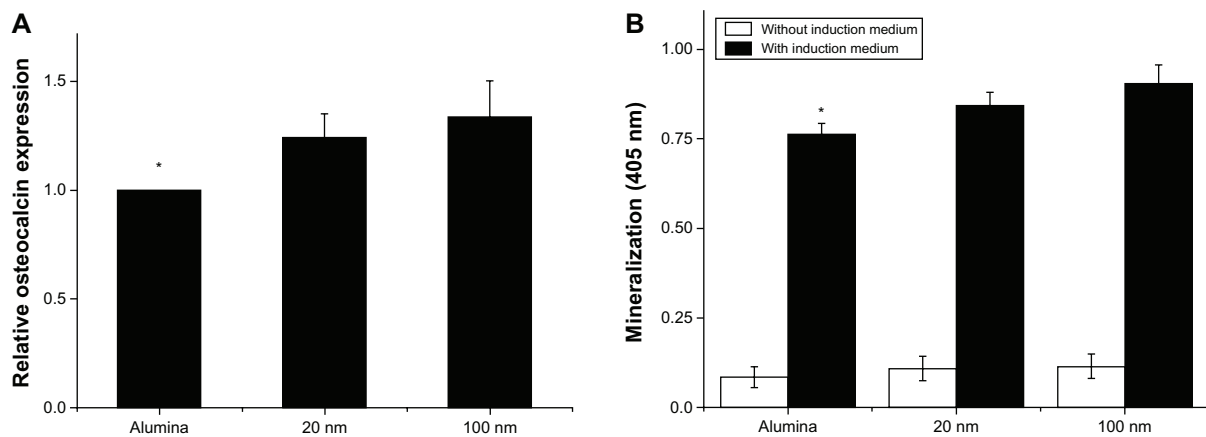 A
Relative osteocalcin expression
1.5
1.0
0.5
0.0
*
Alumina
20 nm
100 nm
B
Without induction medium
With induction medium
Mineralization (405 nm)
1.00
0.75
0.50
0.25
0.00
*
Alumina
20 nm
100 nm